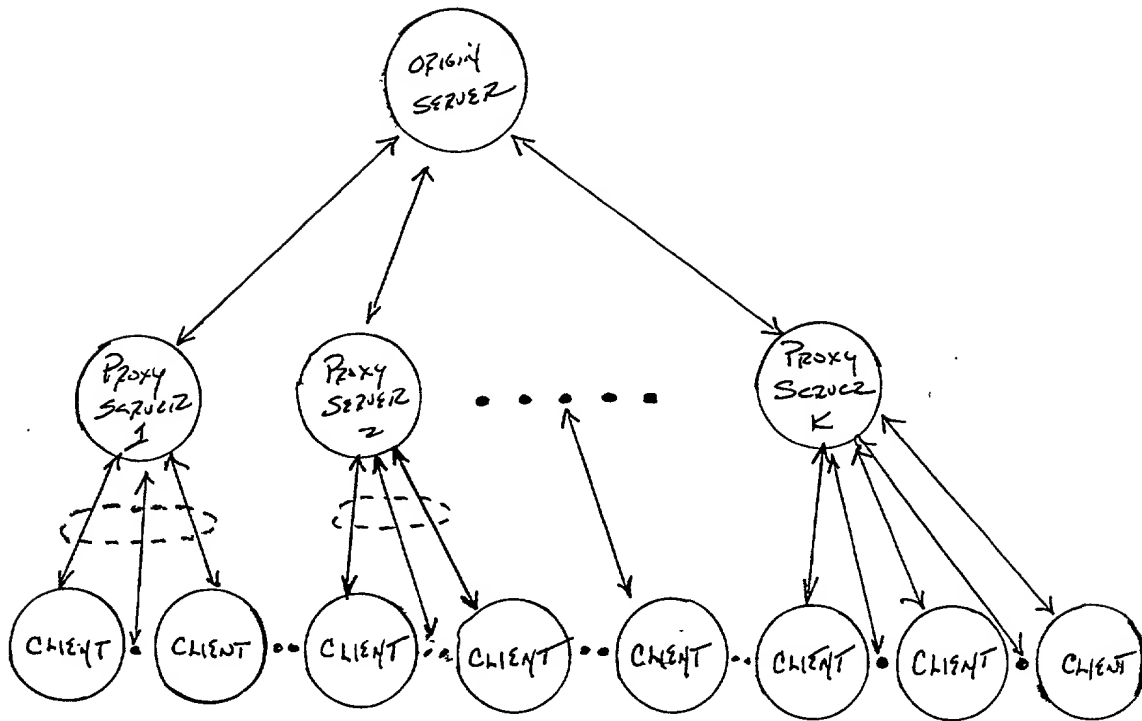 ORIGIN
SERVER
PROXY
SERVER
1
PROXY
SERVER
2
PROXY
SERVER
K
CLIENT
CLIENT
CLIENT
CLIENT
CLIENT
CLIENT
CLIENT
CLIENT